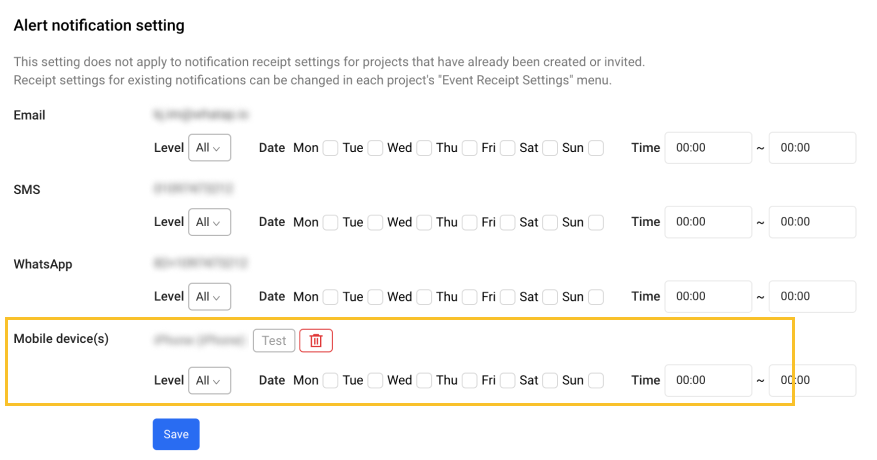 Alert notification setting
This setting does not apply to notification receipt settings for projects that have already been created or invited.
Receipt settings for existing notifications can be changed in each project's "Event Receipt Settings" menu.
Email
Level All Date Mon Tue Wed Thu Fri Sat Sun Time 00:00 ~ 00:00
SMS
Level All Date Mon Tue Wed Thu Fri Sat Sun Time 00:00 ~ 00:00
WhatsApp
Level All Date Mon Tue Wed Thu Fri Sat Sun Time 00:00 ~ 00:00
Mobile device(s) Test
Level All Date Mon Tue Wed Thu Fri Sat Sun Time 00:00 ~ 00:00
Save